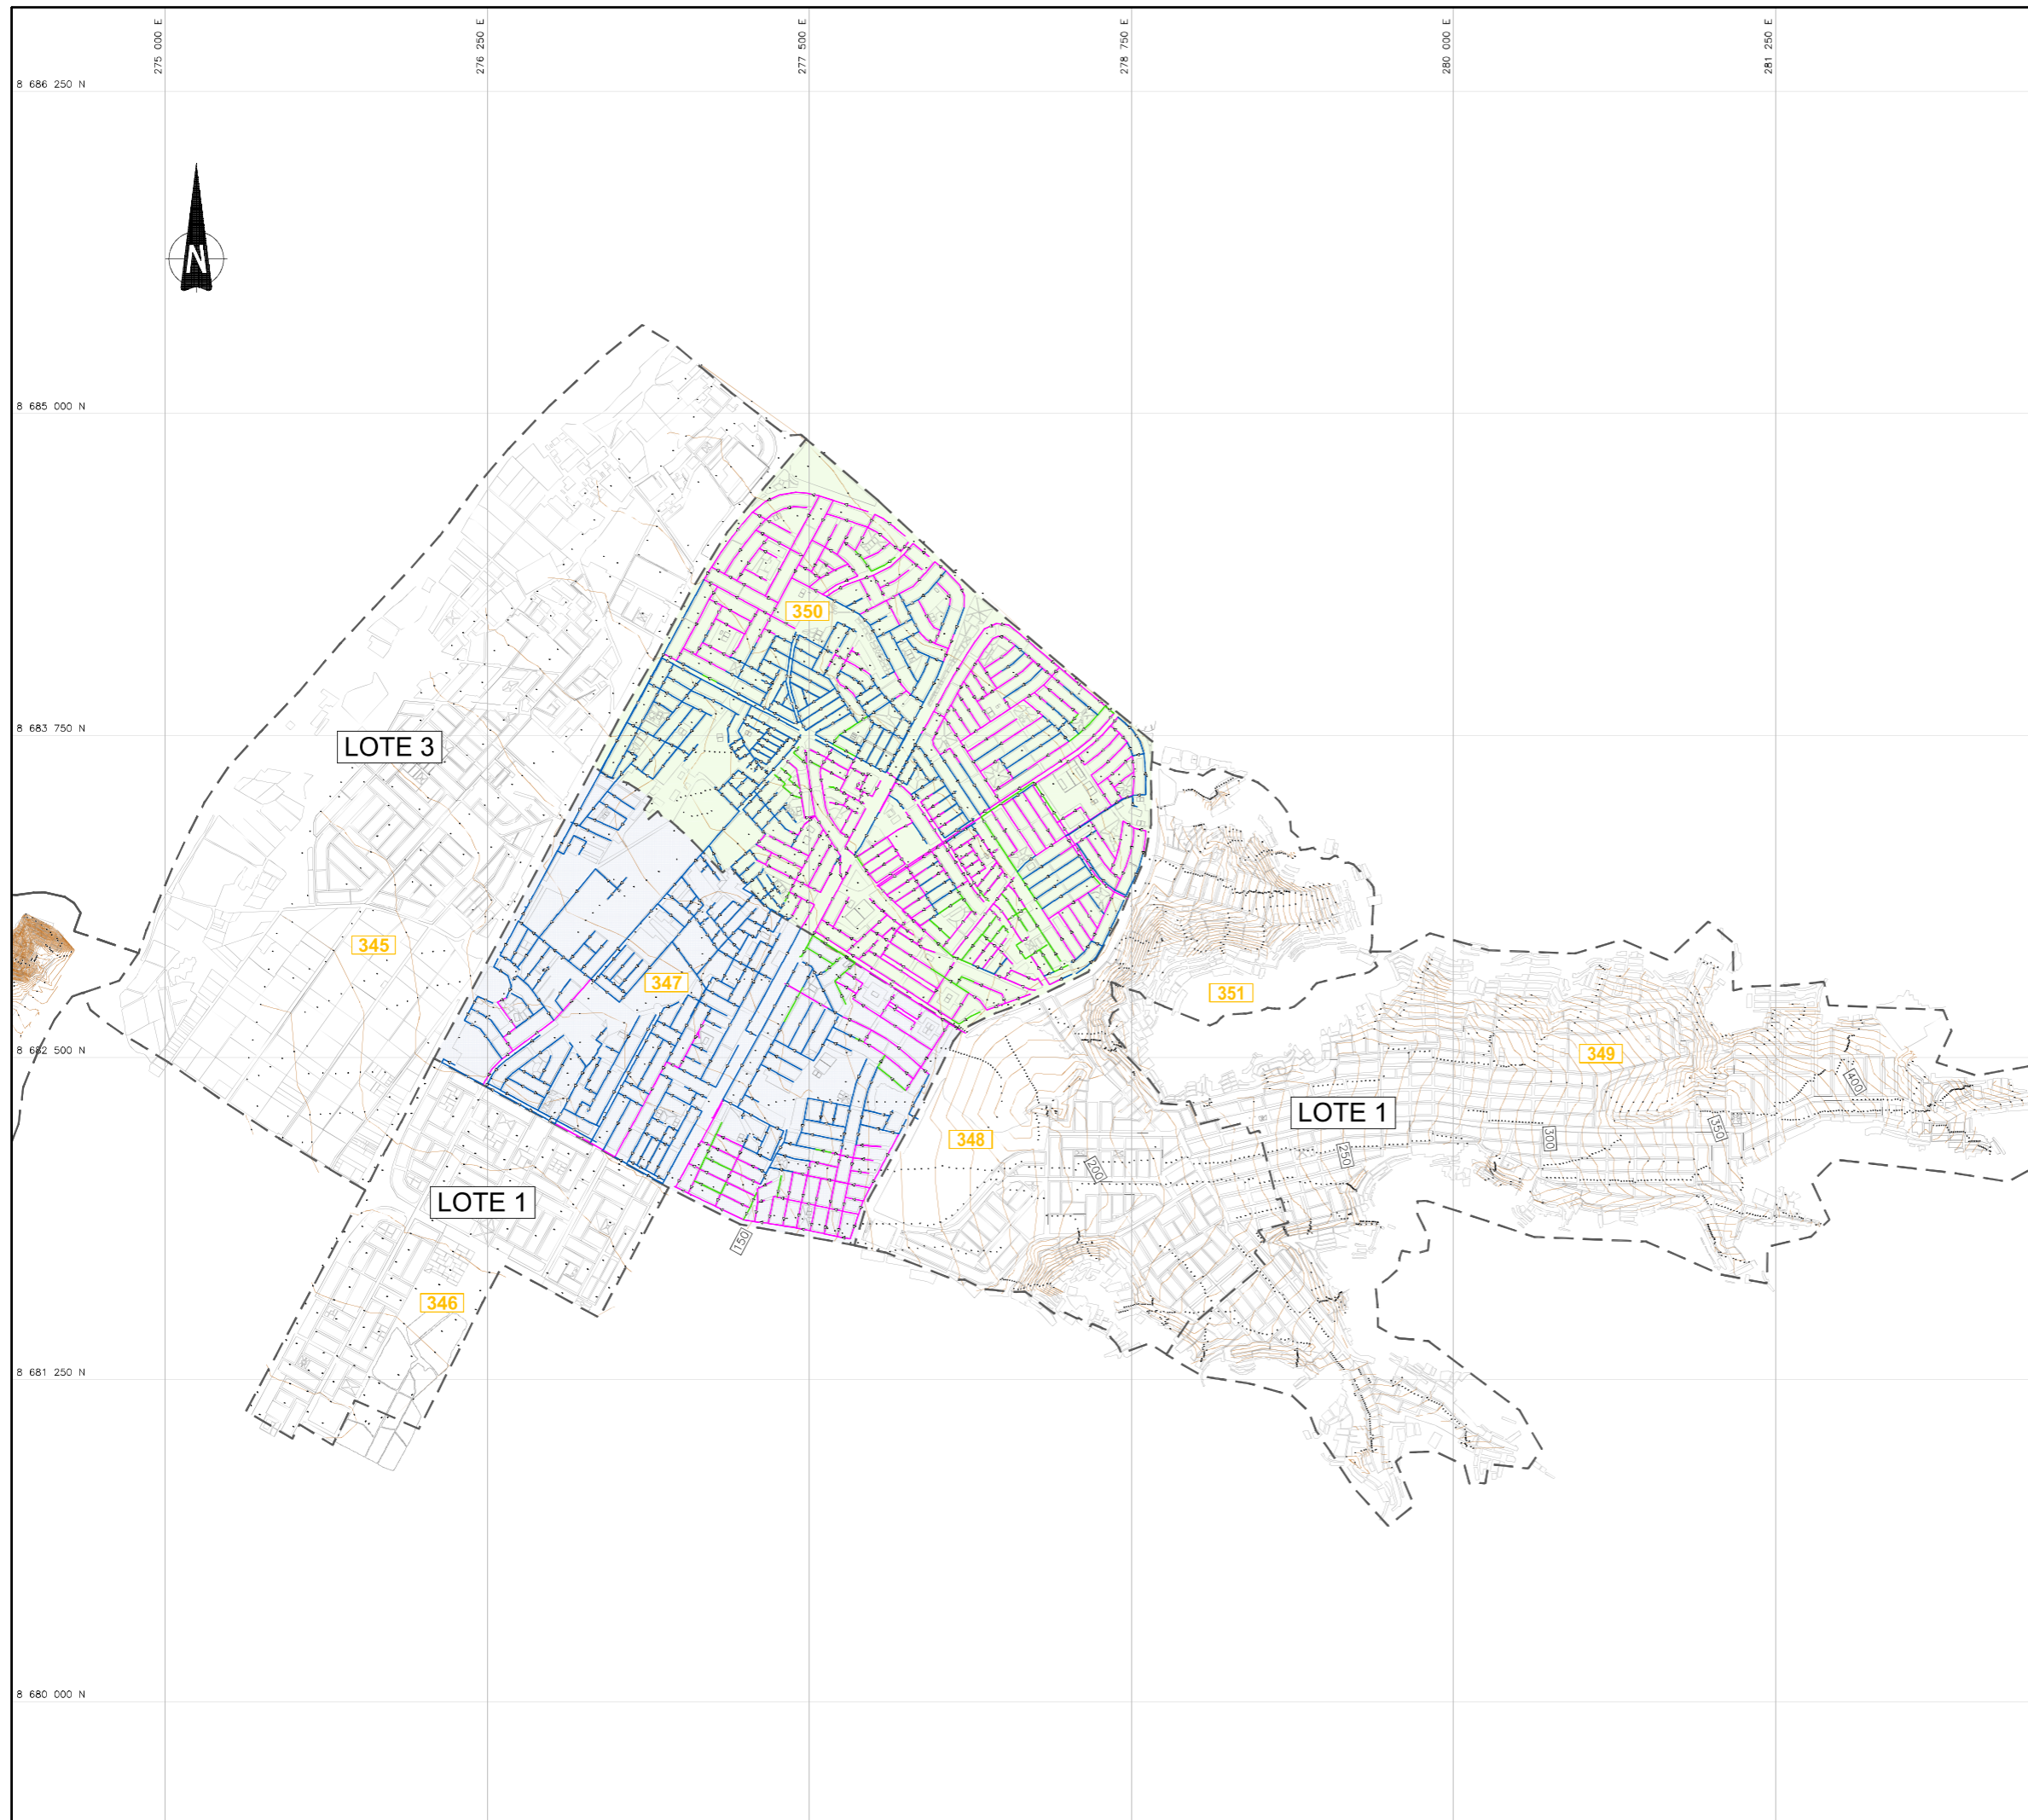 275 000 E
276 250 E
277 500 E
278 750 E
280 000 E
281 250 E
8 686 250 N
N
8 685 000 N
350
8 683 750 N
LOTE 3
345
347
351
8 682 500 N
349
400
LOTE 1
350
300
348
250
200
LOTE 1
150
346
8 681 250 N
8 680 000 N